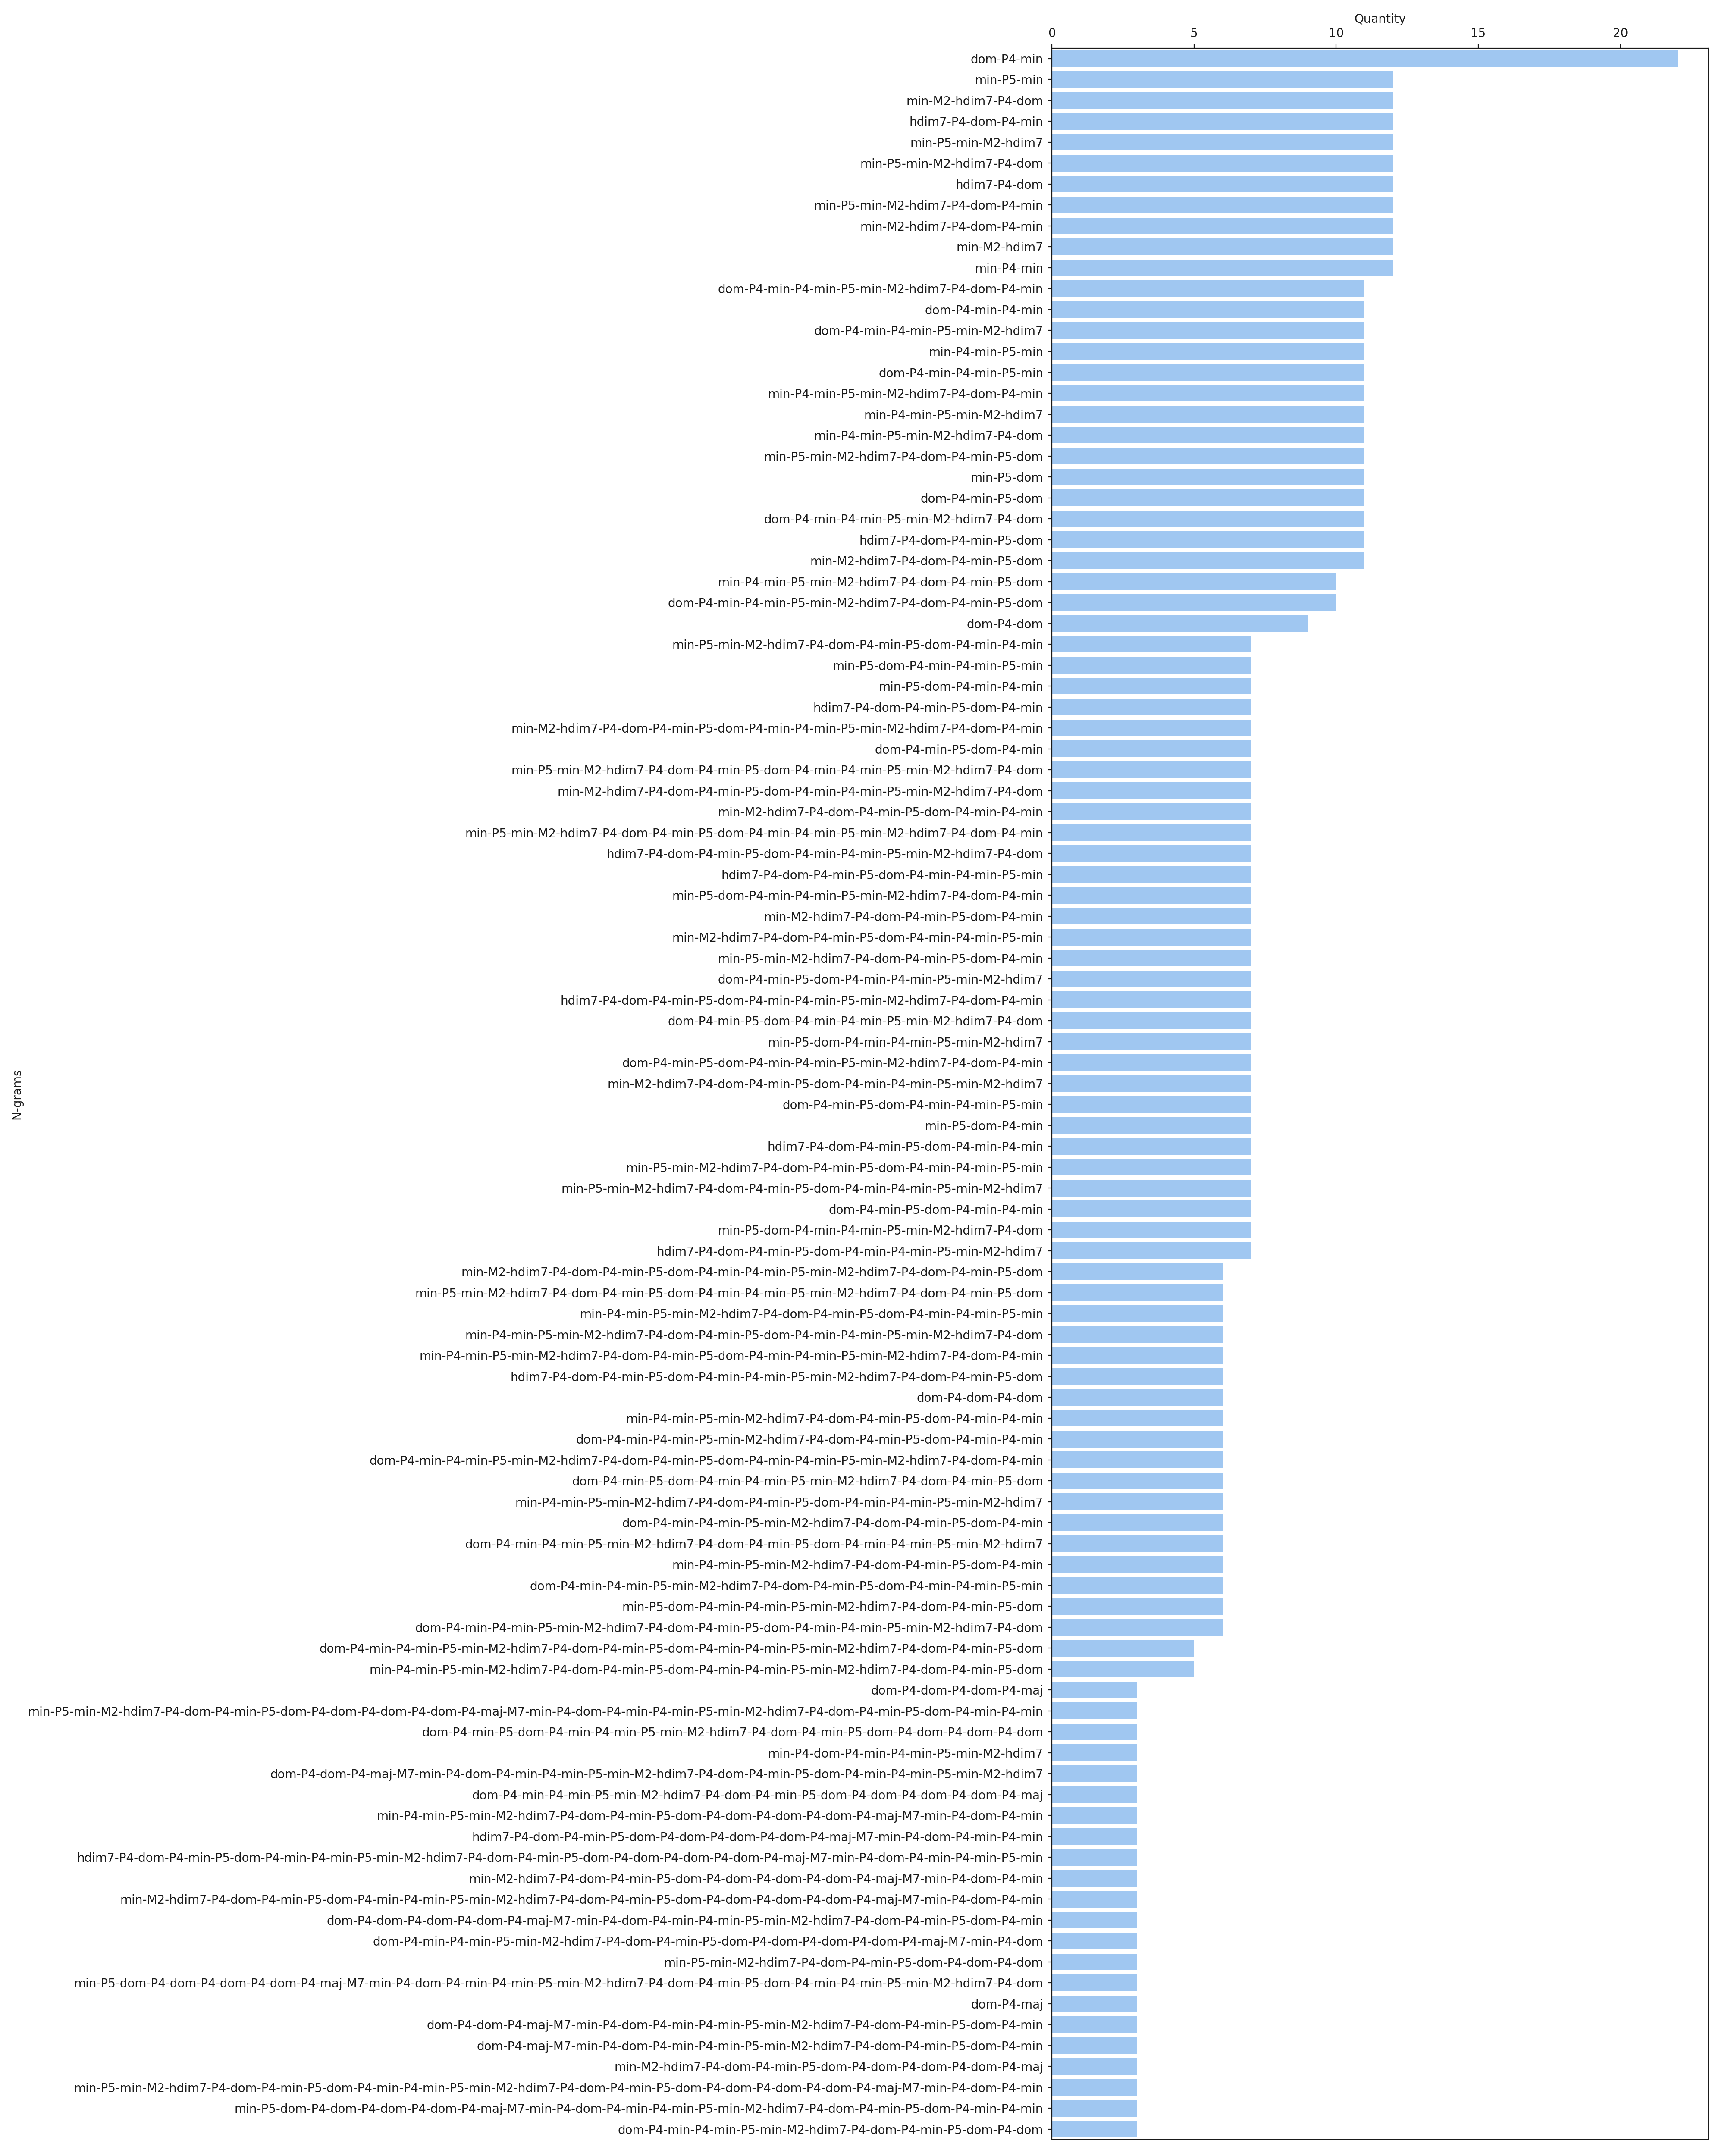 Quantity
0 5 10 15 20
dom-P4-min
min-P5-min
min-M2-hdim7-P4-dom
hdim7-P4-dom-P4-min
min-P5-min-M2-hdim7
min-P5-min-M2-hdim7-P4-dom
hdim7-P4-dom
min-P5-min-M2-hdim7-P4-dom-P4-min
min-M2-hdim7-P4-dom-P4-min
min-M2-hdim7
min-P4-min
dom-P4-min-P4-min-P5-min-M2-hdim7-P4-dom-P4-min
dom-P4-min-P4-min
dom-P4-min-P4-min-P5-min-M2-hdim7
min-P4-min-P5-min
dom-P4-min-P4-min-P5-min
min-P4-min-P5-min-M2-hdim7-P4-dom-P4-min
min-P4-min-P5-min-M2-hdim7
min-P4-min-P5-min-M2-hdim7-P4-dom
min-P5-min-M2-hdim7-P4-dom-P4-min-P5-dom
min-P5-dom
dom-P4-min-P5-dom
dom-P4-min-P4-min-P5-min-M2-hdim7-P4-dom
hdim7-P4-dom-P4-min-P5-dom
min-M2-hdim7-P4-dom-P4-min-P5-dom
min-P4-min-P5-min-M2-hdim7-P4-dom-P4-min-P5-dom
dom-P4-min-P4-min-P5-min-M2-hdim7-P4-dom-P4-min-P5-dom
dom-P4-dom
min-P5-min-M2-hdim7-P4-dom-P4-min-P5-dom-P4-min-P4-min
min-P5-dom-P4-min-P4-min-P5-min
min-P5-dom-P4-min-P4-min
hdim7-P4-dom-P4-min-P5-dom-P4-min
min-M2-hdim7-P4-dom-P4-min-P5-dom-P4-min-P4-min-P5-min-M2-hdim7-P4-dom-P4-min
dom-P4-min-P5-dom-P4-min
min-P5-min-M2-hdim7-P4-dom-P4-min-P5-dom-P4-min-P4-min-P5-min-M2-hdim7-P4-dom
min-M2-hdim7-P4-dom-P4-min-P5-dom-P4-min-P4-min-P5-min-M2-hdim7-P4-dom
min-M2-hdim7-P4-dom-P4-min-P5-dom-P4-min-P4-min
min-P5-min-M2-hdim7-P4-dom-P4-min-P5-dom-P4-min-P4-min-P5-min-M2-hdim7-P4-dom-P4-min
hdim7-P4-dom-P4-min-P5-dom-P4-min-P4-min-P5-min-M2-hdim7-P4-dom
hdim7-P4-dom-P4-min-P5-dom-P4-min-P4-min-P5-min
min-P5-dom-P4-min-P4-min-P5-min-M2-hdim7-P4-dom-P4-min
min-M2-hdim7-P4-dom-P4-min-P5-dom-P4-min
min-M2-hdim7-P4-dom-P4-min-P5-dom-P4-min-P4-min-P5-min
min-P5-min-M2-hdim7-P4-dom-P4-min-P5-dom-P4-min
dom-P4-min-P5-dom-P4-min-P4-min-P5-min-M2-hdim7
hdim7-P4-dom-P4-min-P5-dom-P4-min-P4-min-P5-min-M2-hdim7-P4-dom-P4-min
dom-P4-min-P5-dom-P4-min-P4-min-P5-min-M2-hdim7-P4-dom
min-P5-dom-P4-min-P4-min-P5-min-M2-hdim7
dom-P4-min-P5-dom-P4-min-P4-min-P5-min-M2-hdim7-P4-dom-P4-min
min-M2-hdim7-P4-dom-P4-min-P5-dom-P4-min-P4-min-P5-min-M2-hdim7
dom-P4-min-P5-dom-P4-min-P4-min-P5-min
min-P5-dom-P4-min
hdim7-P4-dom-P4-min-P5-dom-P4-min-P4-min
min-P5-min-M2-hdim7-P4-dom-P4-min-P5-dom-P4-min-P4-min-P5-min
min-P5-min-M2-hdim7-P4-dom-P4-min-P5-dom-P4-min-P4-min-P5-min-M2-hdim7
dom-P4-min-P5-dom-P4-min-P4-min
min-P5-dom-P4-min-P4-min-P5-min-M2-hdim7-P4-dom
hdim7-P4-dom-P4-min-P5-dom-P4-min-P4-min-P5-min-M2-hdim7
min-M2-hdim7-P4-dom-P4-min-P5-dom-P4-min-P4-min-P5-min-M2-hdim7-P4-dom-P4-min-P5-dom
min-P5-min-M2-hdim7-P4-dom-P4-min-P5-dom-P4-min-P4-min-P5-min-M2-hdim7-P4-dom-P4-min-P5-dom
min-P4-min-P5-min-M2-hdim7-P4-dom-P4-min-P5-dom-P4-min-P4-min-P5-min
min-P4-min-P5-min-M2-hdim7-P4-dom-P4-min-P5-dom-P4-min-P4-min-P5-min-M2-hdim7-P4-dom
min-P4-min-P5-min-M2-hdim7-P4-dom-P4-min-P5-dom-P4-min-P4-min-P5-min-M2-hdim7-P4-dom-P4-min
hdim7-P4-dom-P4-min-P5-dom-P4-min-P4-min-P5-min-M2-hdim7-P4-dom-P4-min-P5-dom
dom-P4-dom-P4-dom
min-P4-min-P5-min-M2-hdim7-P4-dom-P4-min-P5-dom-P4-min-P4-min
dom-P4-min-P4-min-P5-min-M2-hdim7-P4-dom-P4-min-P5-dom-P4-min-P4-min
dom-P4-min-P4-min-P5-min-M2-hdim7-P4-dom-P4-min-P5-dom-P4-min-P4-min-P5-min-M2-hdim7-P4-dom-P4-min
dom-P4-min-P5-dom-P4-min-P4-min-P5-min-M2-hdim7-P4-dom-P4-min-P5-dom
min-P4-min-P5-min-M2-hdim7-P4-dom-P4-min-P5-dom-P4-min-P4-min-P5-min-M2-hdim7
dom-P4-min-P4-min-P5-min-M2-hdim7-P4-dom-P4-min-P5-dom-P4-min
dom-P4-min-P4-min-P5-min-M2-hdim7-P4-dom-P4-min-P5-dom-P4-min-P4-min-P5-min-M2-hdim7
min-P4-min-P5-min-M2-hdim7-P4-dom-P4-min-P5-dom-P4-min
dom-P4-min-P4-min-P5-min-M2-hdim7-P4-dom-P4-min-P5-dom-P4-min-P4-min-P5-min
min-P5-dom-P4-min-P4-min-P5-min-M2-hdim7-P4-dom-P4-min-P5-dom
dom-P4-min-P4-min-P5-min-M2-hdim7-P4-dom-P4-min-P5-dom-P4-min-P4-min-P5-min-M2-hdim7-P4-dom
dom-P4-min-P4-min-P5-min-M2-hdim7-P4-dom-P4-min-P5-dom-P4-min-P4-min-P5-min-M2-hdim7-P4-dom-P4-min-P5-dom
min-P4-min-P5-min-M2-hdim7-P4-dom-P4-min-P5-dom-P4-min-P4-min-P5-min-M2-hdim7-P4-dom-P4-min-P5-dom
dom-P4-dom-P4-dom-P4-maj
min-P5-min-M2-hdim7-P4-dom-P4-min-P5-dom-P4-dom-P4-dom-P4-dom-P4-maj-M7-min-P4-dom-P4-min-P4-min-P5-min-M2-hdim7-P4-dom-P4-min-P5-dom-P4-min-P4-min
dom-P4-min-P5-dom-P4-min-P4-min-P5-min-M2-hdim7-P4-dom-P4-min-P5-dom-P4-dom-P4-dom-P4-dom
min-P4-dom-P4-min-P4-min-P5-min-M2-hdim7
dom-P4-dom-P4-maj-M7-min-P4-dom-P4-min-P4-min-P5-min-M2-hdim7-P4-dom-P4-min-P5-dom-P4-min-P4-min-P5-min-M2-hdim7
dom-P4-min-P4-min-P5-min-M2-hdim7-P4-dom-P4-min-P5-dom-P4-dom-P4-dom-P4-dom-P4-maj
min-P4-min-P5-min-M2-hdim7-P4-dom-P4-min-P5-dom-P4-dom-P4-dom-P4-dom-P4-maj-M7-min-P4-dom-P4-min
hdim7-P4-dom-P4-min-P5-dom-P4-dom-P4-dom-P4-dom-P4-maj-M7-min-P4-dom-P4-min-P4-min
hdim7-P4-dom-P4-min-P5-dom-P4-min-P4-min-P5-min-M2-hdim7-P4-dom-P4-min-P5-dom-P4-dom-P4-dom-P4-dom-P4-maj-M7-min-P4-dom-P4-min-P4-min-P5-min
min-M2-hdim7-P4-dom-P4-min-P5-dom-P4-dom-P4-dom-P4-dom-P4-maj-M7-min-P4-dom-P4-min
min-M2-hdim7-P4-dom-P4-min-P5-dom-P4-min-P4-min-P5-min-M2-hdim7-P4-dom-P4-min-P5-dom-P4-dom-P4-dom-P4-dom-P4-maj-M7-min-P4-dom-P4-min
dom-P4-dom-P4-dom-P4-dom-P4-maj-M7-min-P4-dom-P4-min-P4-min-P5-min-M2-hdim7-P4-dom-P4-min-P5-dom-P4-min
dom-P4-min-P4-min-P5-min-M2-hdim7-P4-dom-P4-min-P5-dom-P4-dom-P4-dom-P4-dom-P4-maj-M7-min-P4-dom
min-P5-min-M2-hdim7-P4-dom-P4-min-P5-dom-P4-dom-P4-dom
min-P5-dom-P4-dom-P4-dom-P4-dom-P4-maj-M7-min-P4-dom-P4-min-P4-min-P5-min-M2-hdim7-P4-dom-P4-min-P5-dom-P4-min-P4-min-P5-min-M2-hdim7-P4-dom
dom-P4-maj
dom-P4-dom-P4-maj-M7-min-P4-dom-P4-min-P4-min-P5-min-M2-hdim7-P4-dom-P4-min-P5-dom-P4-min
dom-P4-maj-M7-min-P4-dom-P4-min-P4-min-P5-min-M2-hdim7-P4-dom-P4-min-P5-dom-P4-min
min-M2-hdim7-P4-dom-P4-min-P5-dom-P4-dom-P4-dom-P4-dom-P4-maj
min-P5-min-M2-hdim7-P4-dom-P4-min-P5-dom-P4-min-P4-min-P5-min-M2-hdim7-P4-dom-P4-min-P5-dom-P4-dom-P4-dom-P4-dom-P4-maj-M7-min-P4-dom-P4-min
min-P5-dom-P4-dom-P4-dom-P4-dom-P4-maj-M7-min-P4-dom-P4-min-P4-min-P5-min-M2-hdim7-P4-dom-P4-min-P5-dom-P4-min-P4-min
dom-P4-min-P4-min-P5-min-M2-hdim7-P4-dom-P4-min-P5-dom-P4-dom
N-grams